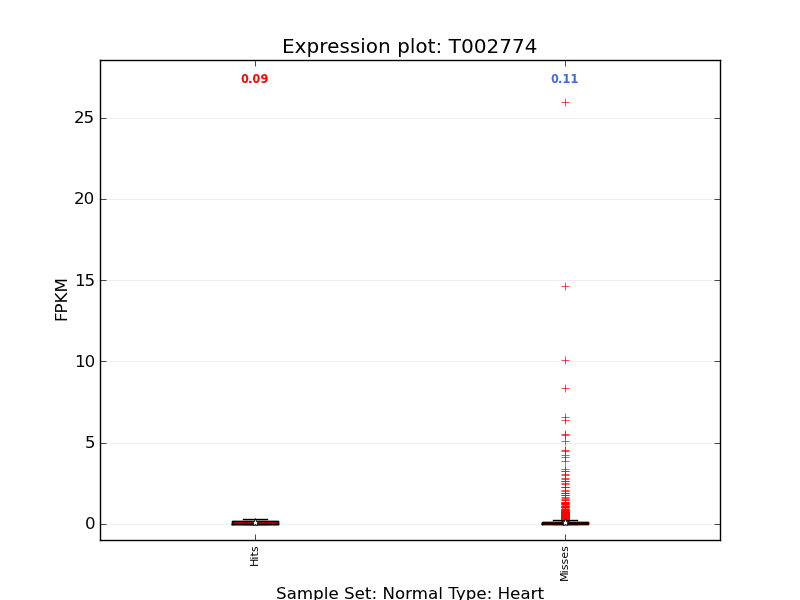 Expression plot: T002774
0.09
0.11
25
20
15
10
5
0
FPKM
Hits
Misses
Sample Set: Normal Type: Heart